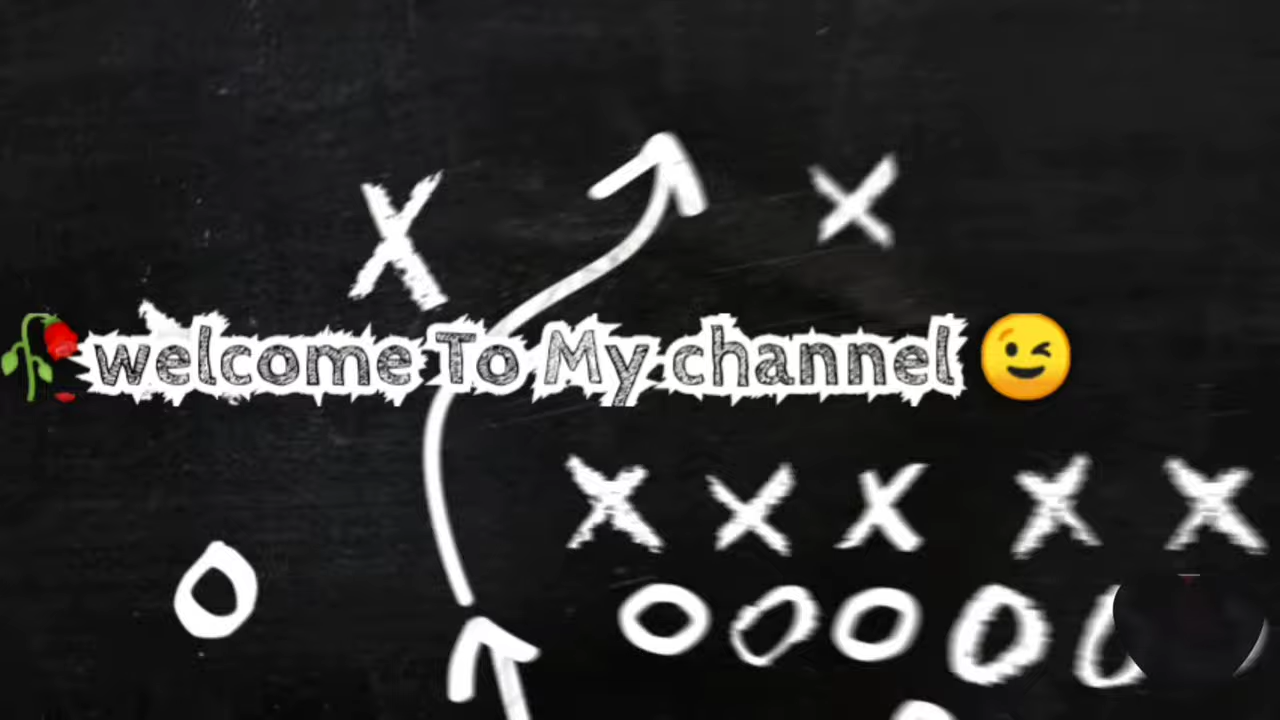 🥀welcome To My channel 😉
X X
X X X X X
O O O O O O